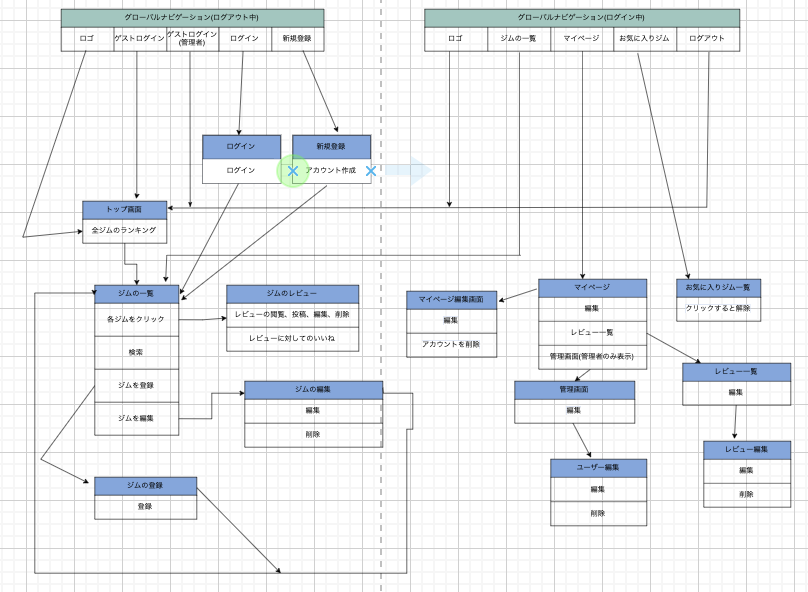 グローバルナビゲーション(ログアウト中)
ロゴ
ゲストログイン
ゲストログイン
(管理者)
ログイン
新規登録
グローバルナビゲーション(ログイン中)
ロゴ
ジムの一覧
マイページ
お気に入りジム
ログアウト
ログイン
ログイン
新規登録
アカウント作成
トップ画面
全ジムのランキング
ジムの一覧
各ジムをクリック
検索
ジムを登録
ジムを編集
ジムのレビュー
レビューの閲覧、投稿、編集、削除
レビューに対してのいいね
ジムの編集
編集
削除
ジムの登録
登録
マイページ編集画面
編集
アカウントを削除
マイページ
編集
レビュー一覧
管理画面(管理者のみ表示)
お気に入りジム一覧
クリックすると解除
管理画面
編集
レビュー一覧
編集
ユーザー編集
編集
削除
レビュー編集
編集
削除